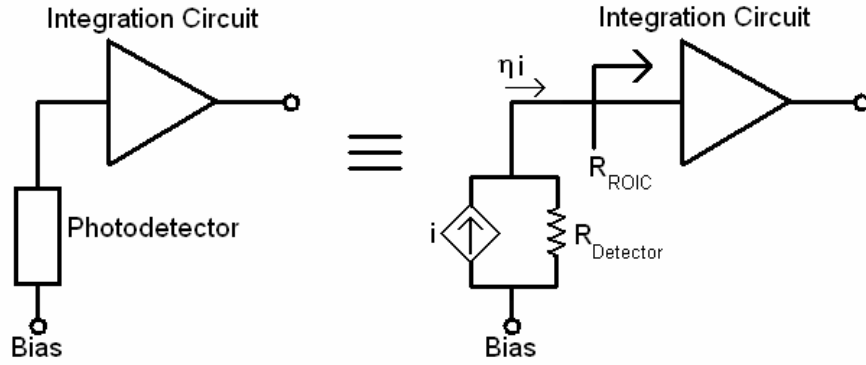 Integration Circuit
Photodetector
Bias
Integration Circuit
ηi
R_ROIC
i
R_Detector
Bias